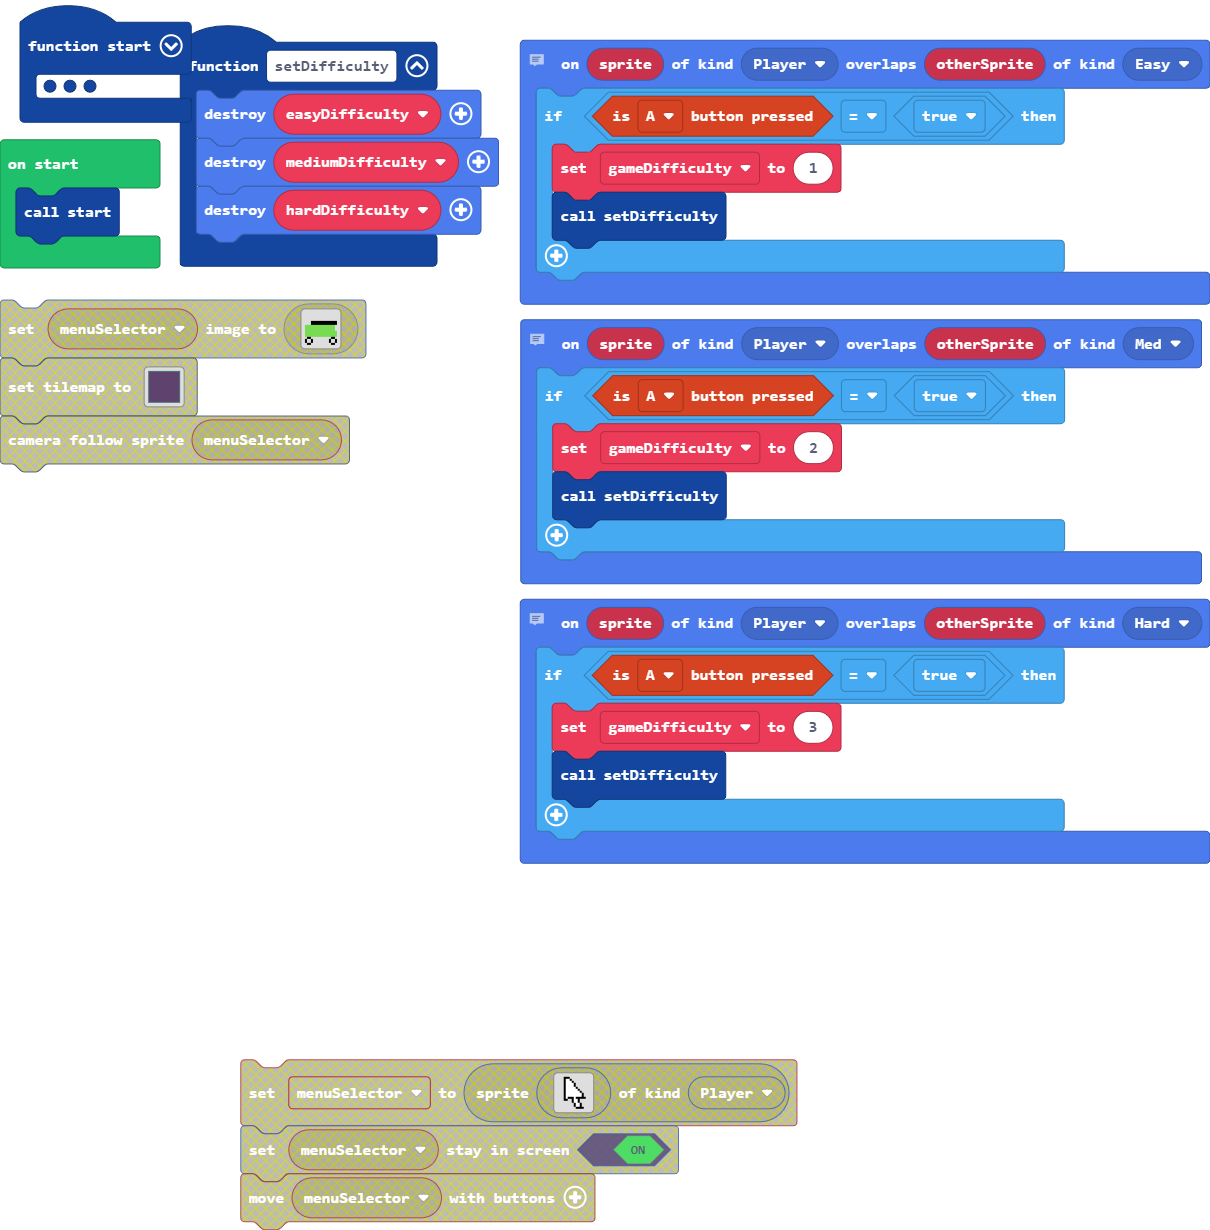 function start
function setDifficulty
destroy easyDifficulty
destroy mediumDifficulty
destroy hardDifficulty
on start
call start
set menuSelector image to
set tilemap to
camera follow sprite menuSelector
on sprite of kind Player overlaps otherSprite of kind Easy
if is A button pressed = true then
set gameDifficulty to 1
call setDifficulty
on sprite of kind Player overlaps otherSprite of kind Med
if is A button pressed = true then
set gameDifficulty to 2
call setDifficulty
on sprite of kind Player overlaps otherSprite of kind Hard
if is A button pressed = true then
set gameDifficulty to 3
call setDifficulty
set menuSelector to sprite of kind Player
set menuSelector stay in screen ON
move menuSelector with buttons